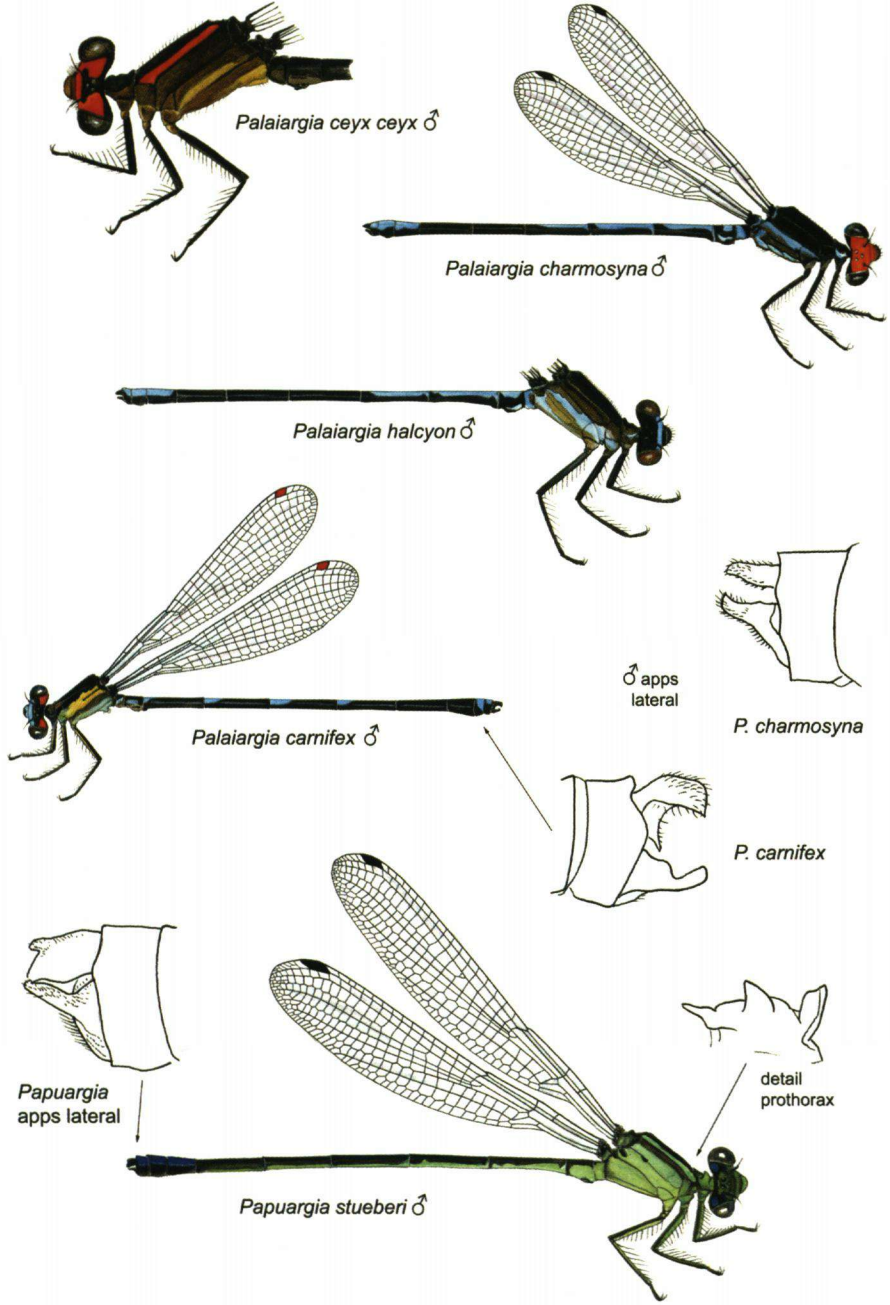 Palaiargia ceyx ceyx ♂
Palaiargia charmosyna ♂
Palaiargia halcyon ♂
♂ apps
lateral
P. charmosyna
Palaiargia carnifex ♂
P. carnifex
Papuargia
apps lateral
detail
prothorax
Papuargia stueberi ♂